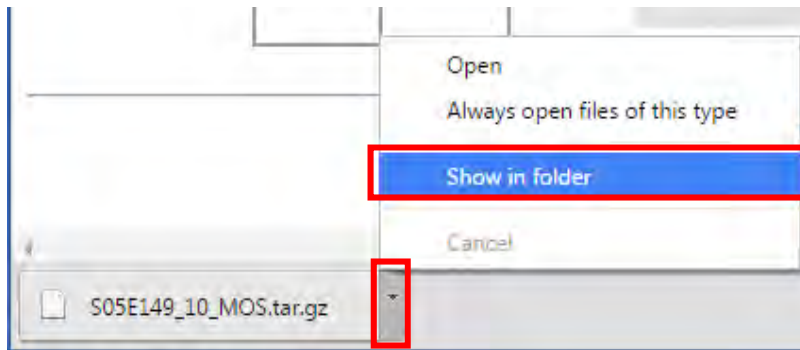 Open
Always open files of this type
Show in folder
Cancel
S05E149_10_MOS.tar.gz